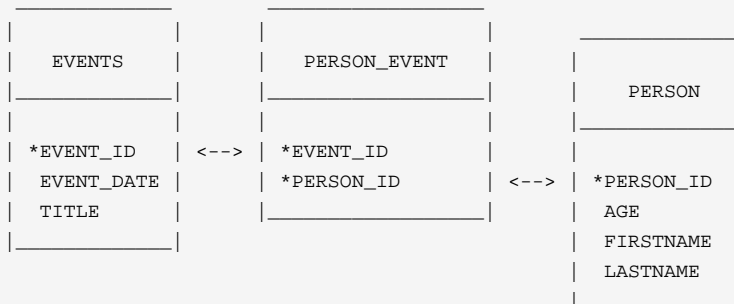 EVENTS
PERSON_EVENT
PERSON
*EVENT_ID <--> *EVENT_ID
EVENT_DATE *PERSON_ID <--> *PERSON_ID
TITLE AGE
FIRSTNAME
LASTNAME